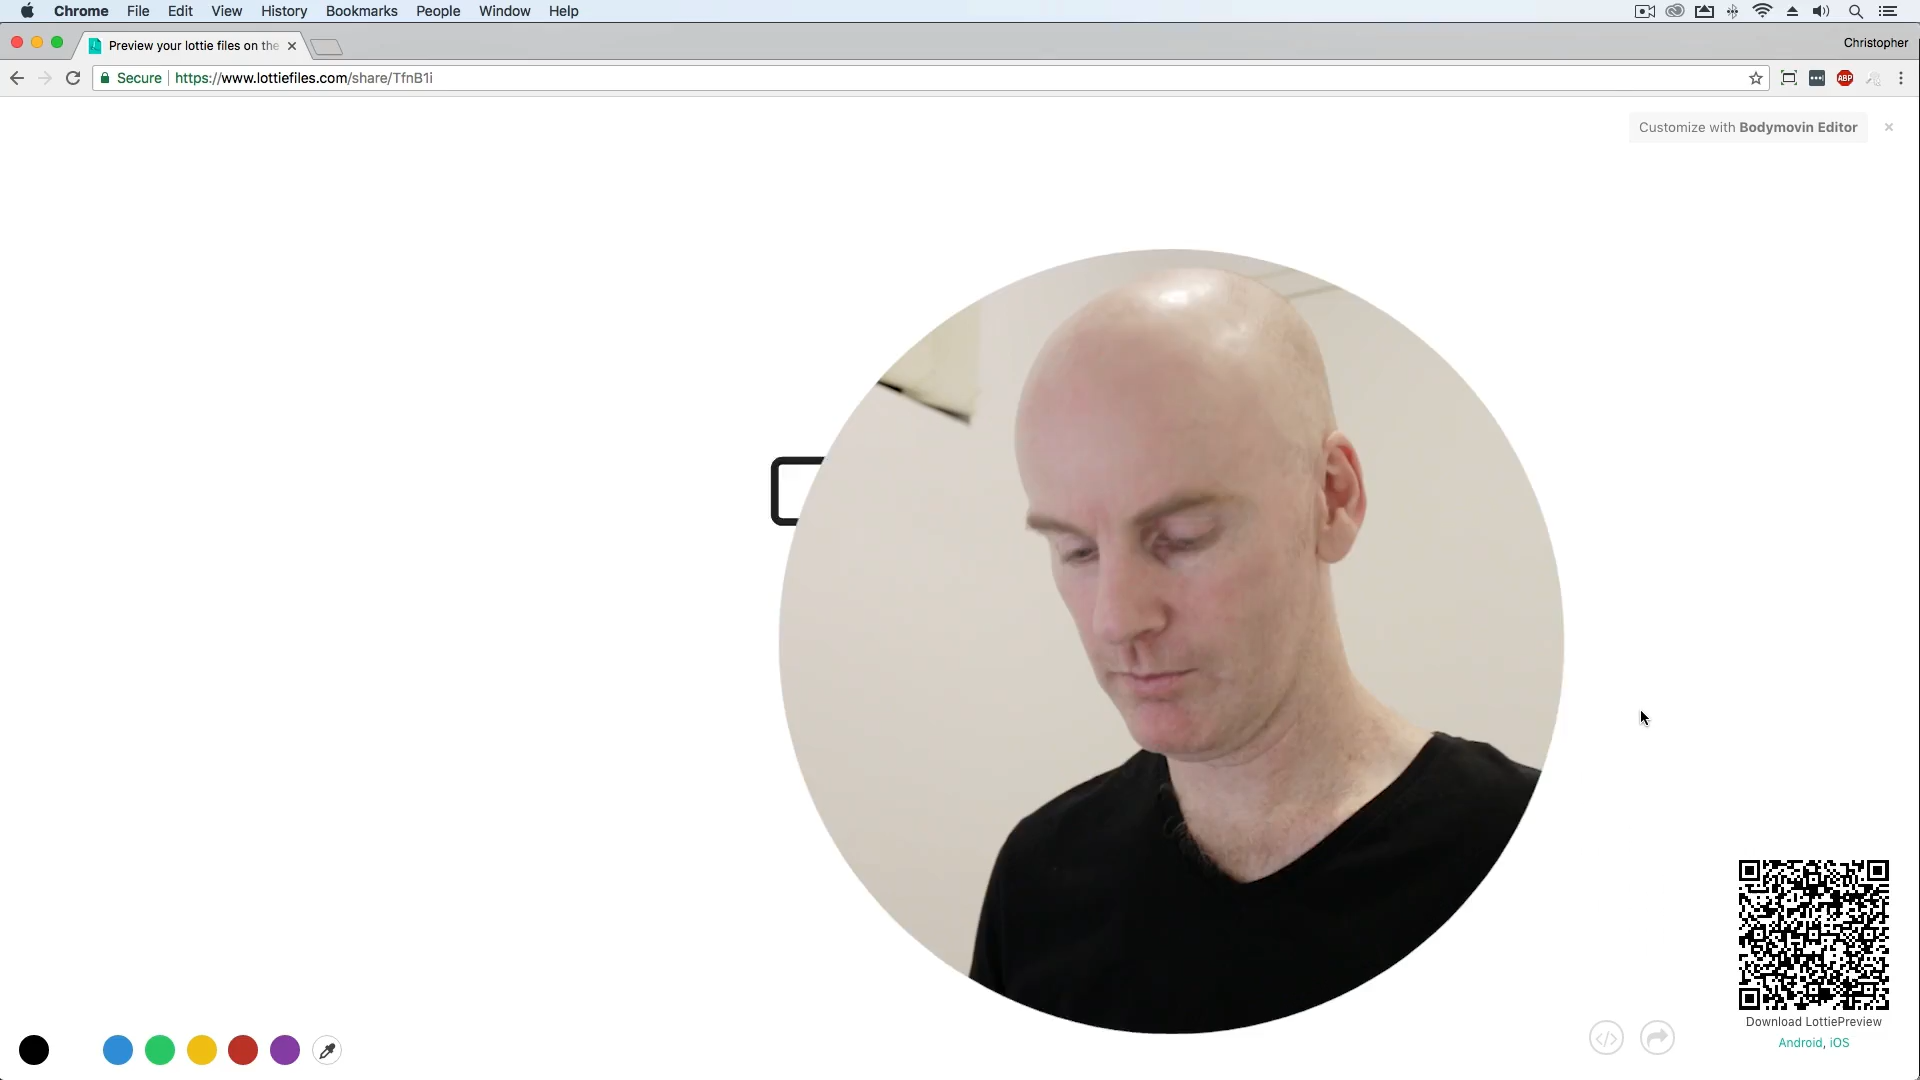 Chrome File Edit View History Bookmarks People Window Help
Preview your lottie files on the
Christopher
Secure https://www.lottiefiles.com/share/TfnB1i
ABP
Customize with Bodymovin Editor
Download LottiePreview
Android, iOS